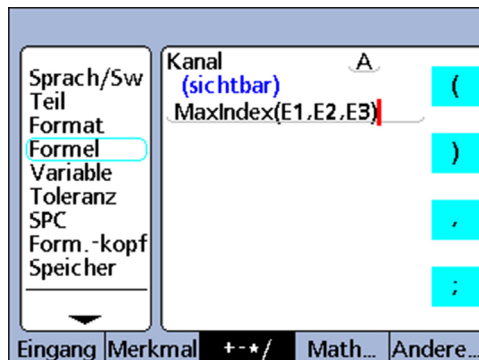 Sprach/Sw
Teil
Format
Formel
Variable
Toleranz
SPC
Form.-kopf
Speicher
Kanal A
(sichtbar)
MaxIndex(E1,E2,E3)
(
)
,
;
Eingang Merkmal +-*/ Math... Andere...